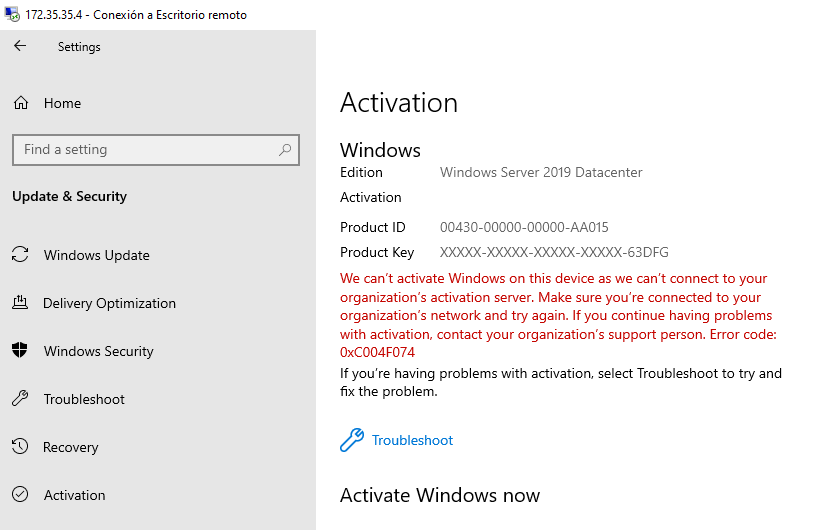 172.35.35.4 - Conexión a Escritorio remoto
Settings
Home
Find a setting
Update & Security
Windows Update
Delivery Optimization
Windows Security
Troubleshoot
Recovery
Activation
Activation
Windows
Edition Windows Server 2019 Datacenter
Activation
Product ID 00430-00000-00000-AA015
Product Key XXXXX-XXXXX-XXXXX-XXXXX-63DFG
We can't activate Windows on this device as we can't connect to your
organization's activation server. Make sure you're connected to your
organization's network and try again. If you continue having problems
with activation, contact your organization's support person. Error code:
0xC004F074
If you're having problems with activation, select Troubleshoot to try and
fix the problem.
Troubleshoot
Activate Windows now